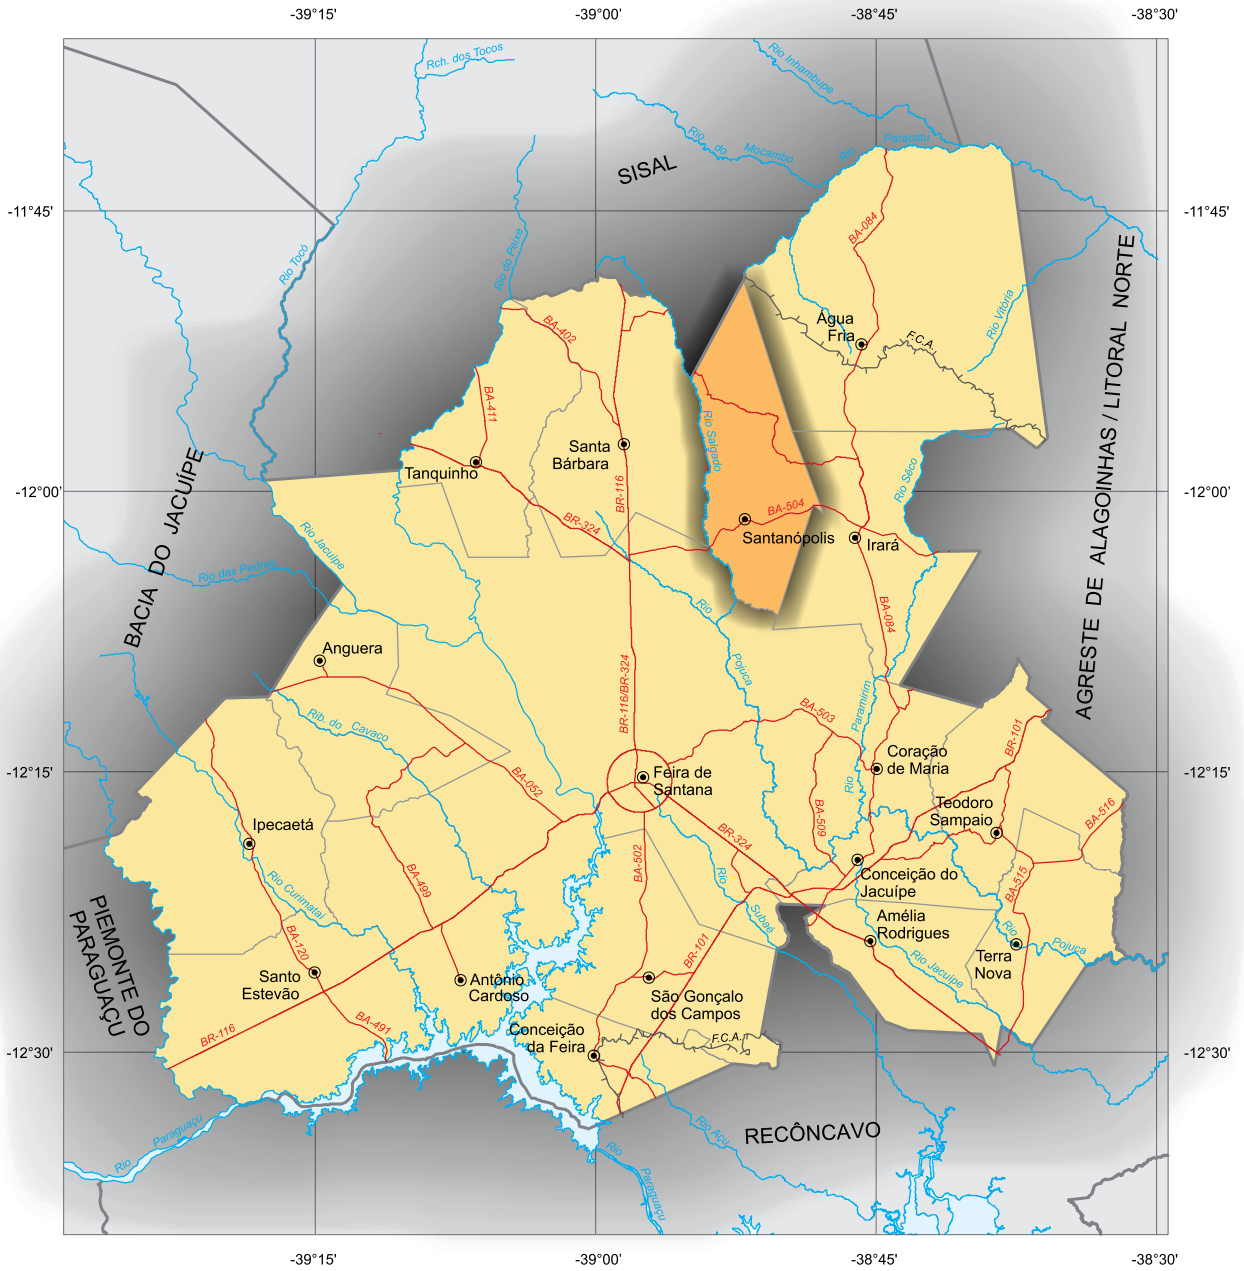 -39°15'
-39°00'
-38°45'
-38°30'
Rch. dos Tocos
Rio Inhambupe
Rio do Mocambo
Rio Paracatu
SISAL
-11°45'
-11°45'
BA-084
Rio Tocó
Rio do Peixe
Rio Vitória
AGRESTE DE ALAGOINHAS / LITORAL NORTE
BA-402
Água
Fria
F.C.A.
BA-411
Rio Salgado
Santa
Bárbara
Tanquinho
BACIA DO JACUÍPE
Rio Sêco
-12°00'
-12°00'
BR-116
BA-504
BR-324
Santanópolis
Irará
Rio Jacuípe
Rio das Pedras
Rio
BA-084
Anguera
Pojuca
BR-116/BR-324
Rio Paramirim
BA-503
Rib. do Cavaco
BR-101
Coração
de Maria
-12°15'
-12°15'
Feira de
Santana
BA-052
Teodoro
Sampaio
BA-509
BA-516
Ipecaetá
BR-324
BA-502
BA-499
Conceição do
Jacuípe
BA-515
Rio Curimataí
Rio
Subaé
PIEMONTE DO
PARAGUAÇU
Amélia
Rodrigues
BA-120
BR-101
Rio
Pojuca
Terra
Nova
Rio Jacuípe
Santo
Estevão
Antônio
Cardoso
São Gonçalo
dos Campos
BR-116
BA-491
Conceição
da Feira
F.C.A.
-12°30'
-12°30'
Rio Paraguaçu
Rio Açu
RECÔNCAVO
Rio
Paraguaçu
-39°15'
-39°00'
-38°45'
-38°30'